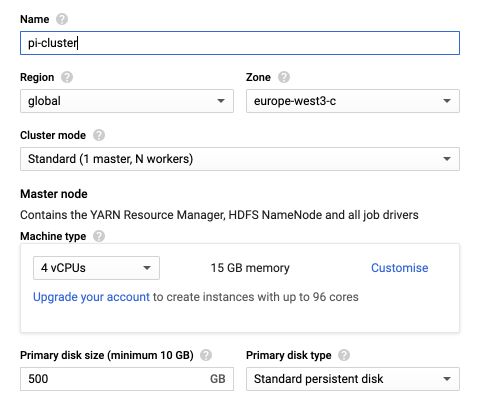 Name
pi-cluster
Region Zone
global europe-west3-c
Cluster mode
Standard (1 master, N workers)
Master node
Contains the YARN Resource Manager, HDFS NameNode and all job drivers
Machine type
4 vCPUs 15 GB memory Customise
Upgrade your account to create instances with up to 96 cores
Primary disk size (minimum 10 GB) Primary disk type
500 GB Standard persistent disk